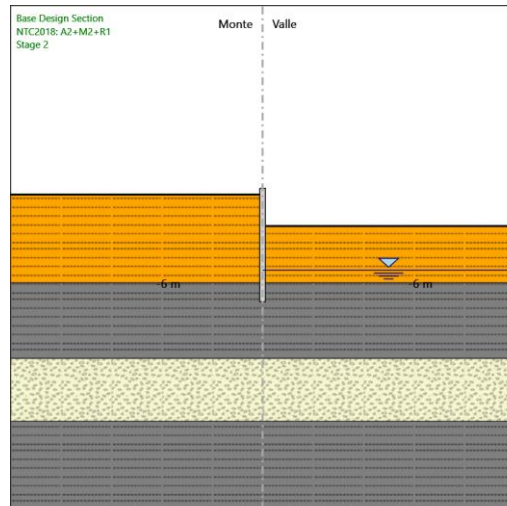 Base Design Section
NTC2018: A2+M2+R1
Stage 2
Monte Valle
-6 m -6 m